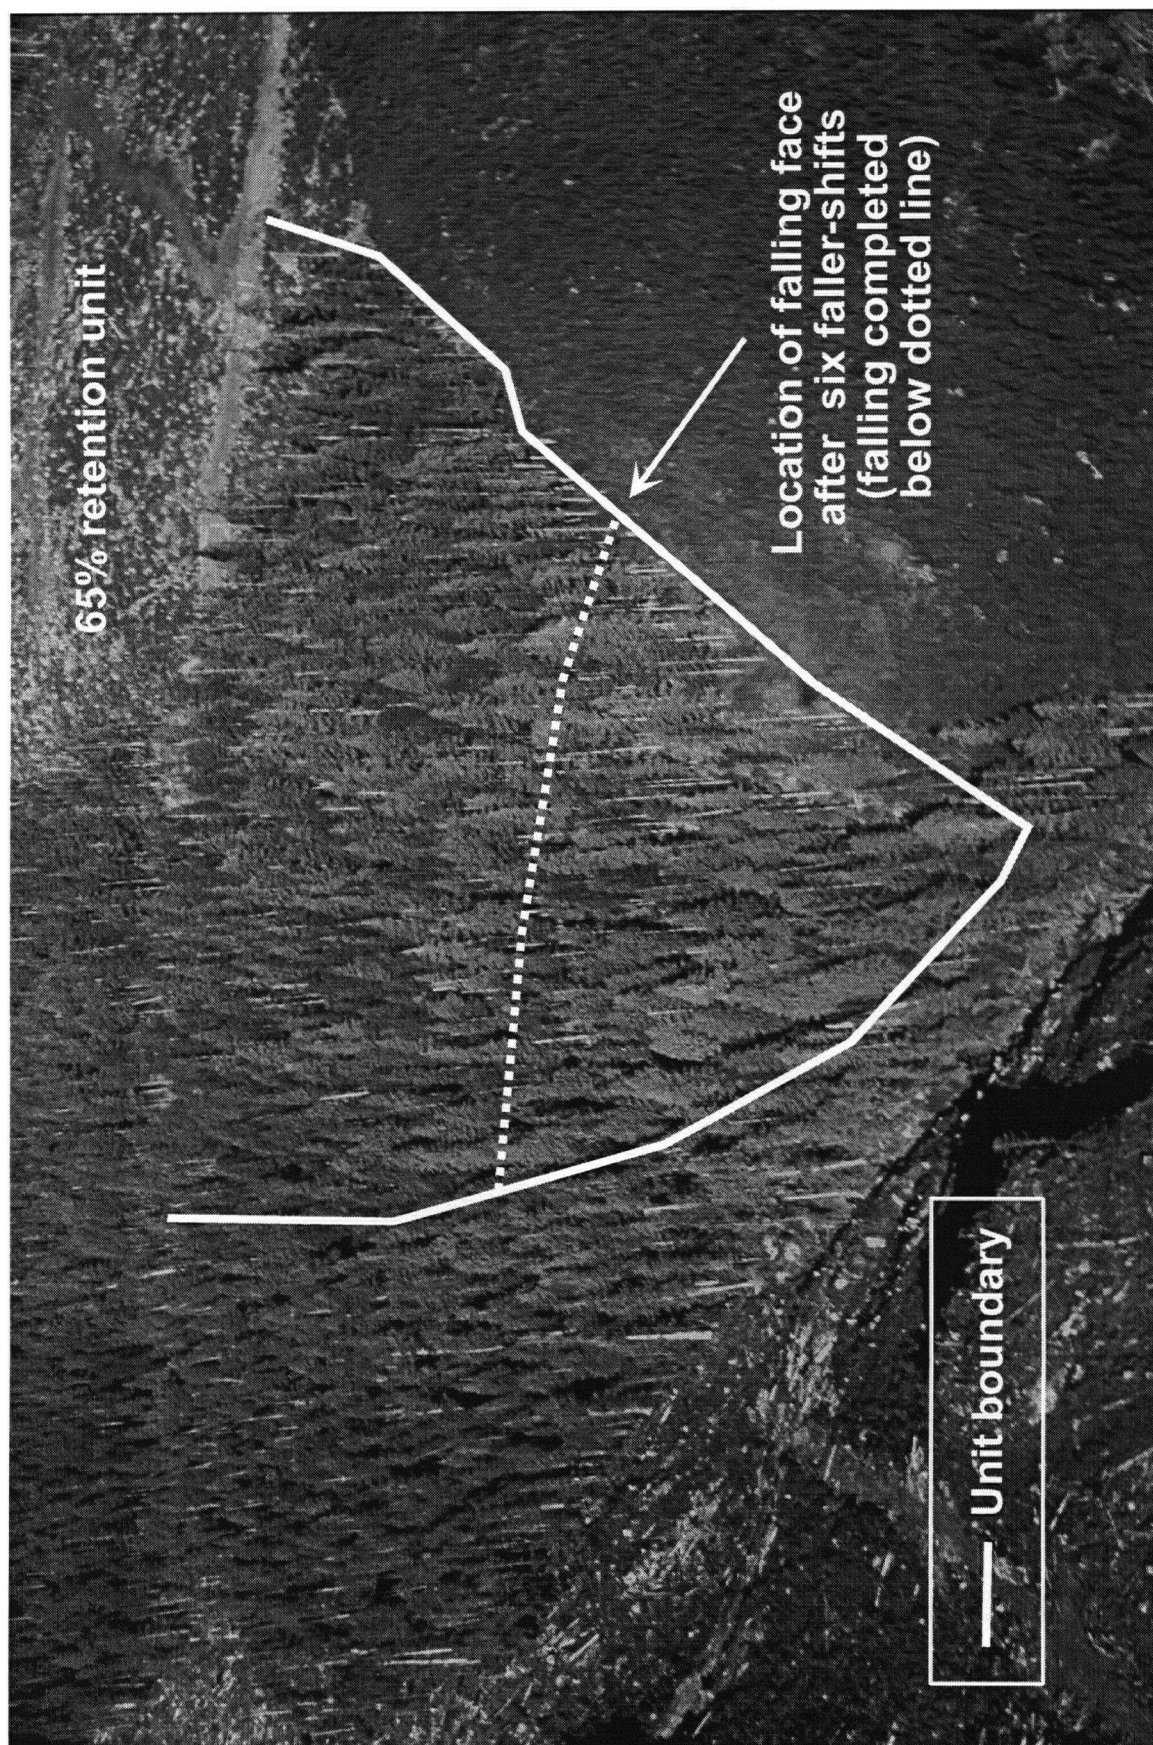 65% retention unit
Location of falling face
after six faller-shifts
(falling completed
below dotted line)
Unit boundary